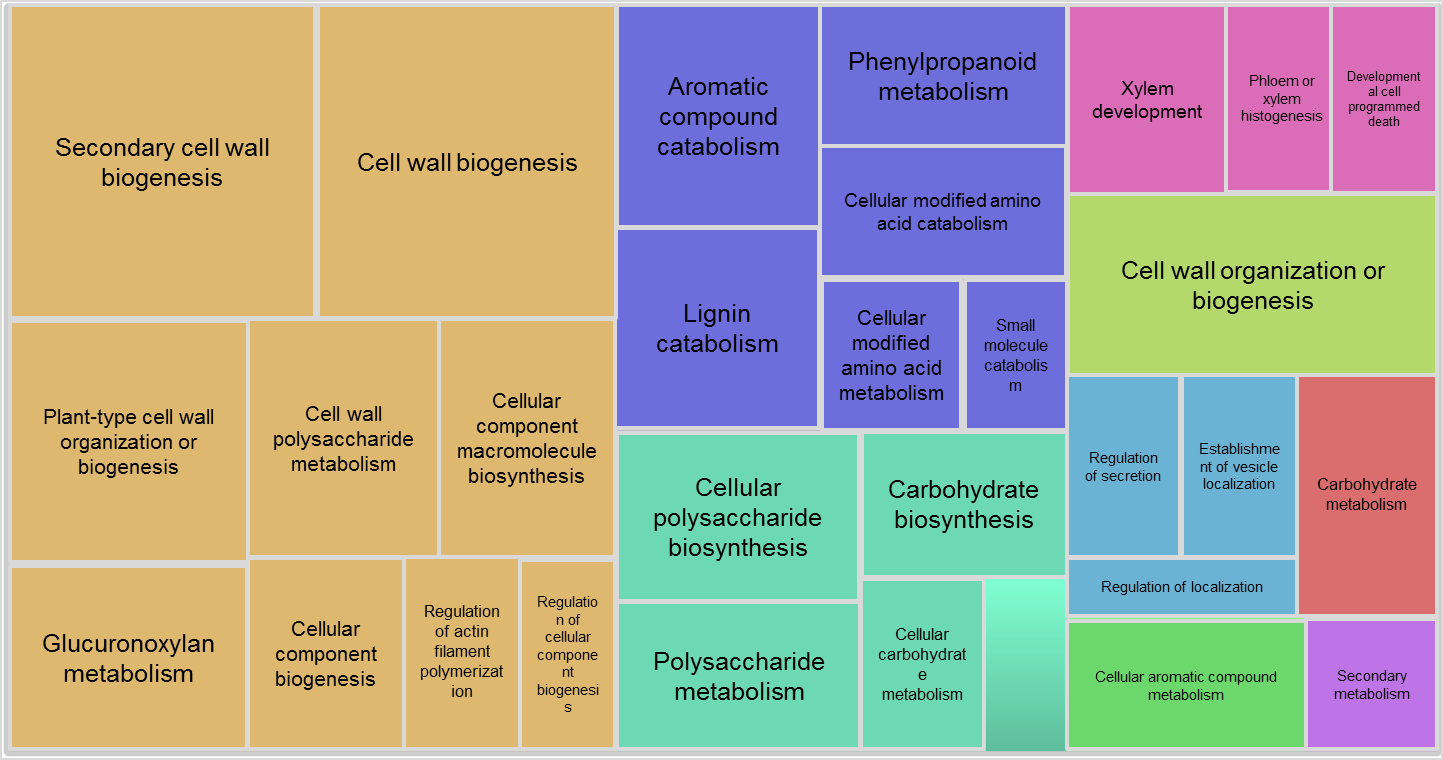 Secondary cell wall
biogenesis
Cell wall biogenesis
Plant-type cell wall
organization or
biogenesis
Cell wall
polysaccharide
metabolism
Cellular
component
macromolecule
biosynthesis
Glucuronoxylan
metabolism
Cellular
component
biogenesis
Regulation
of actin
filament
polymerizat
ion
Regulatio
n of
cellular
compone
nt
biogenesi
s
Aromatic
compound
catabolism
Phenylpropanoid
metabolism
Cellular modified amino
acid catabolism
Lignin
catabolism
Cellular
modified
amino acid
metabolism
Small
molecule
catabolis
m
Cellular
polysaccharide
biosynthesis
Carbohydrate
biosynthesis
Polysaccharide
metabolism
Cellular
carbohydrat
e
metabolism
Xylem
development
Phloem or
xylem
histogenesis
Development
al cell
programmed
death
Cell wall organization or
biogenesis
Regulation
of secretion
Establishme
nt of vesicle
localization
Regulation of localization
Carbohydrate
metabolism
Cellular aromatic compound
metabolism
Secondary
metabolism